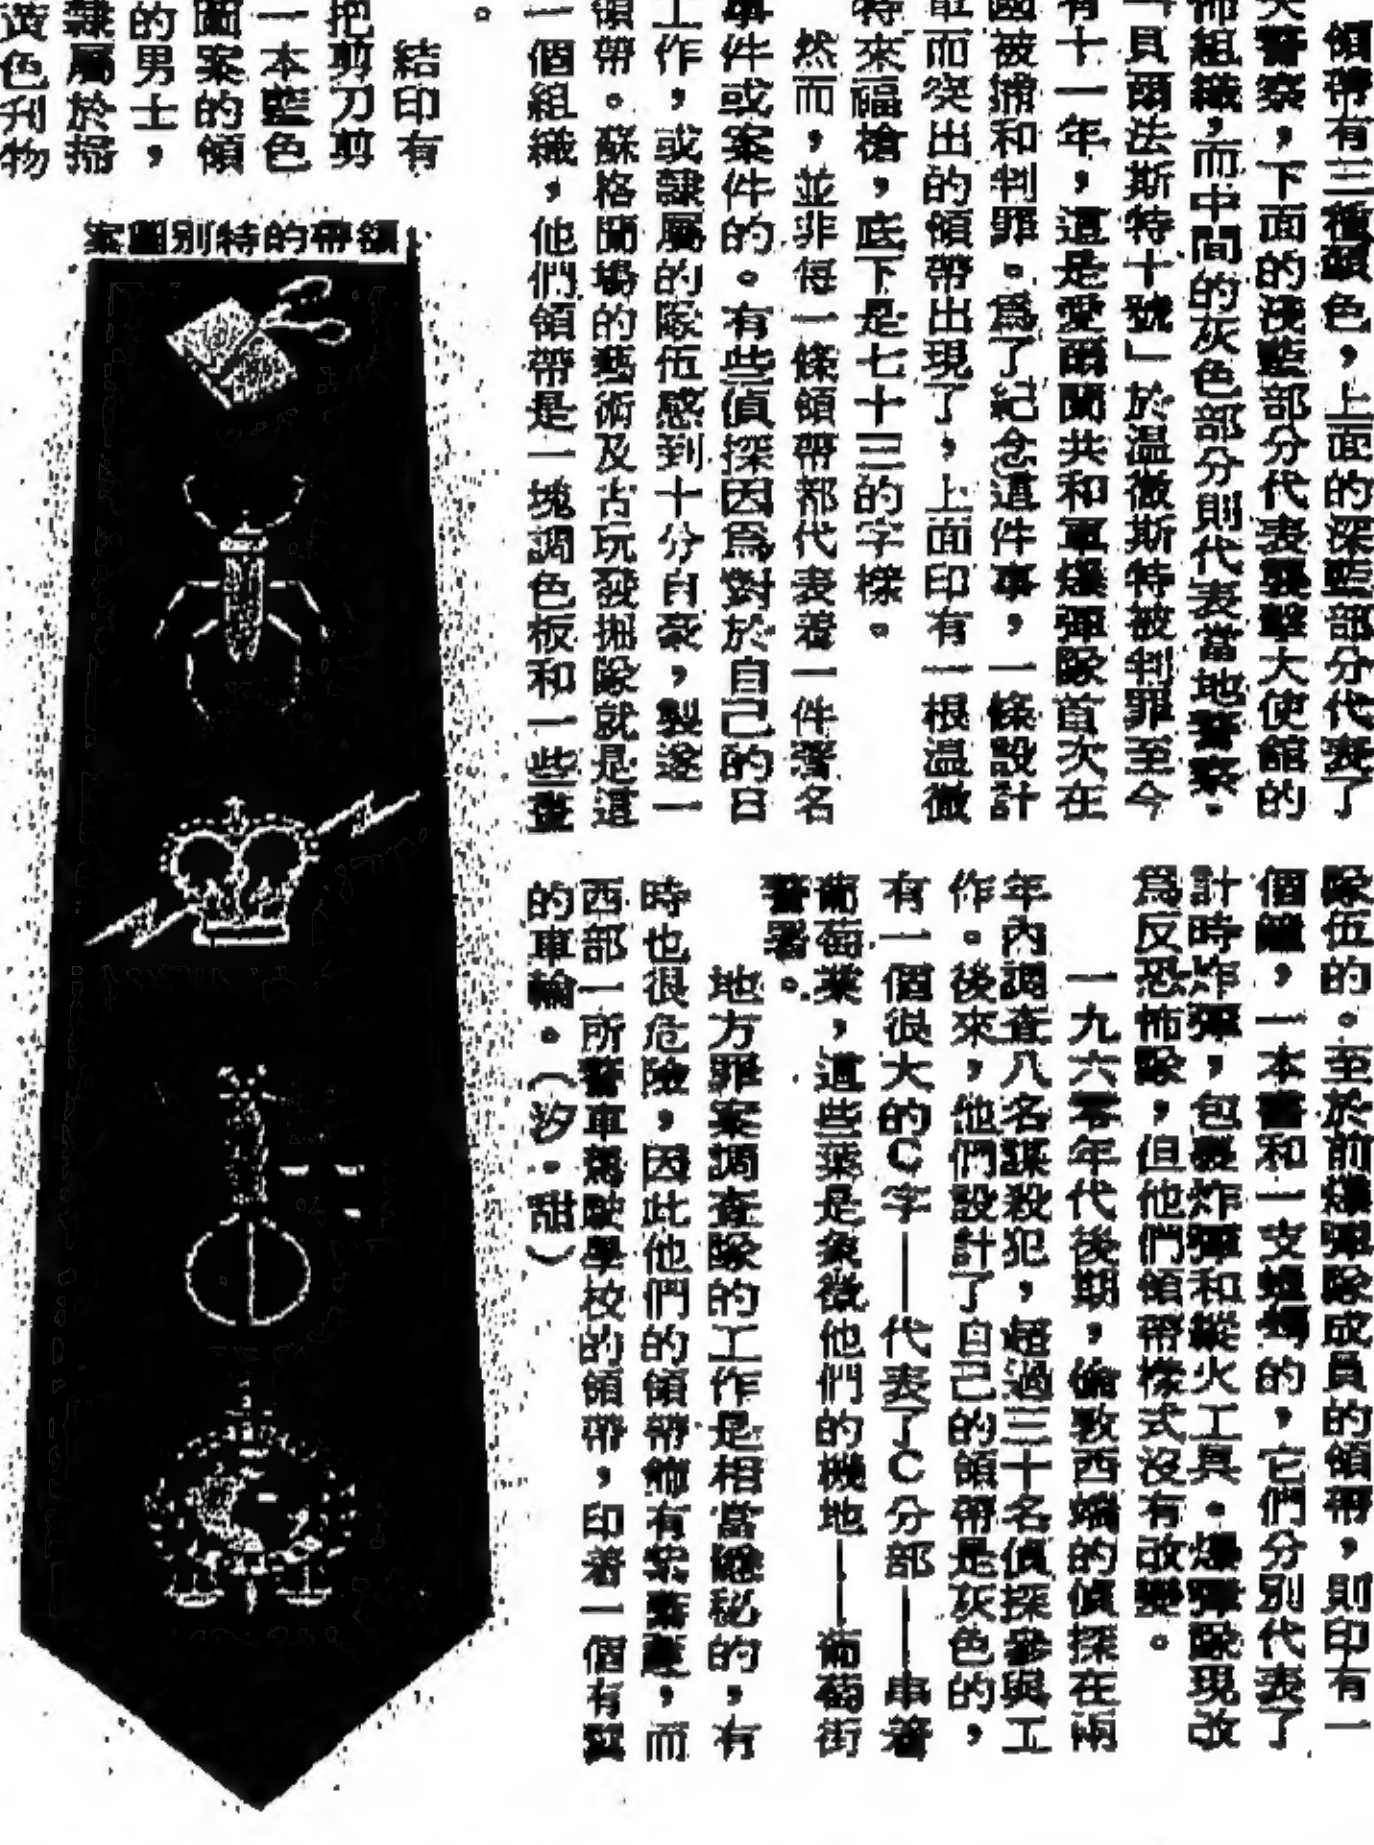 領帶有三種顏色，上面的深藍部分代表了
警察，下面的淺藍部分代表襲擊大使館的
怖組織，而中間的灰色部分則代表當地警察。
「貝爾法斯特十號」於温徹斯特被判罪至今
有十一年，這是愛爾蘭共和軍爆彈隊首次在
國被捕和判罪。爲了紀念這件事，一條設計
而突出的領帶出現了，上面印有一根温徹
特來福槍，底下是七十三的字樣。
然而，並非每一條領帶都代表着一件著名
事件或案件的。有些偵探因爲對於自己的日
工作，或隸屬的隊伍感到十分自豪，製造一
領帶。蘇格蘭場的藝術及古玩發掘隊就是這
一個組織，他們領帶是一塊調色板和一些畫
。
結印有
把剪刀剪
一本藍色
圖案的領
的男士，
隸屬於掃
黃色刊物
領帶的特別圖案
隊伍的。至於前爆彈隊成員的領帶，則印有一
個鐘，一本書和一支蠟燭的，它們分別代表了
計時炸彈，包裹炸彈和縱火工具。爆彈隊現改
爲反恐怖隊，但他們領帶樣式沒有改變。
一九六零年代後期，倫敦西端的偵探在兩
年內調查八名謀殺犯，超過三十名偵探參與工
作。後來，他們設計了自己的領帶是灰色的，
有一個很大的C字——代表了C分部——串着
葡萄葉，這些葉是象徵他們的機地——葡萄街
警署。
地方罪案調查隊的工作是相當隱秘的，有
時也很危險，因此他們的領帶飾有紫蕃薯，而
西部一所警車駕駛學校的領帶，印着一個有翼
的車輪。（汐·甜）